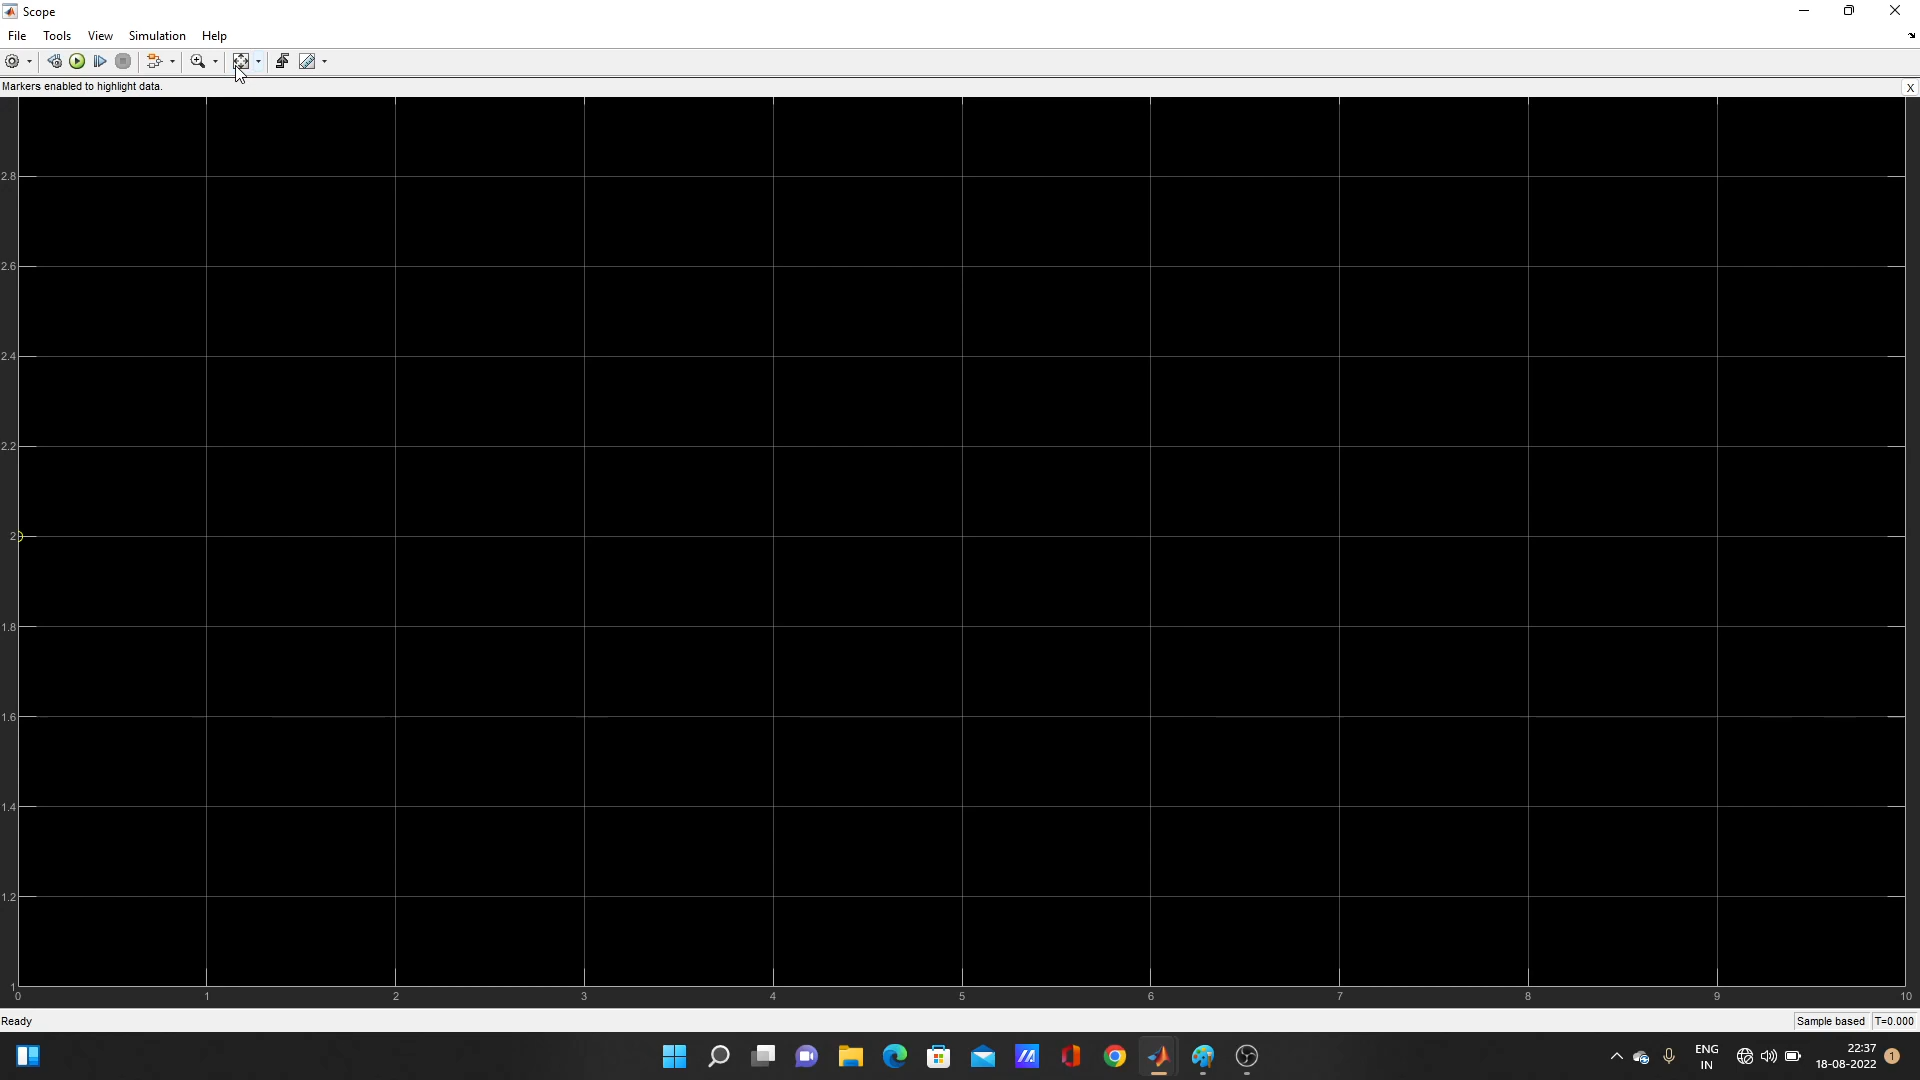 Scope
File Tools View Simulation Help
Markers enabled to highlight data.
X
2.8
2.6
2.4
2.2
2
1.8
1.6
1.4
1.2
1
0 1 2 3 4 5 6 7 8 9 10
Ready Sample based T=0.000
ENG
IN
22:37
18-08-2022
1